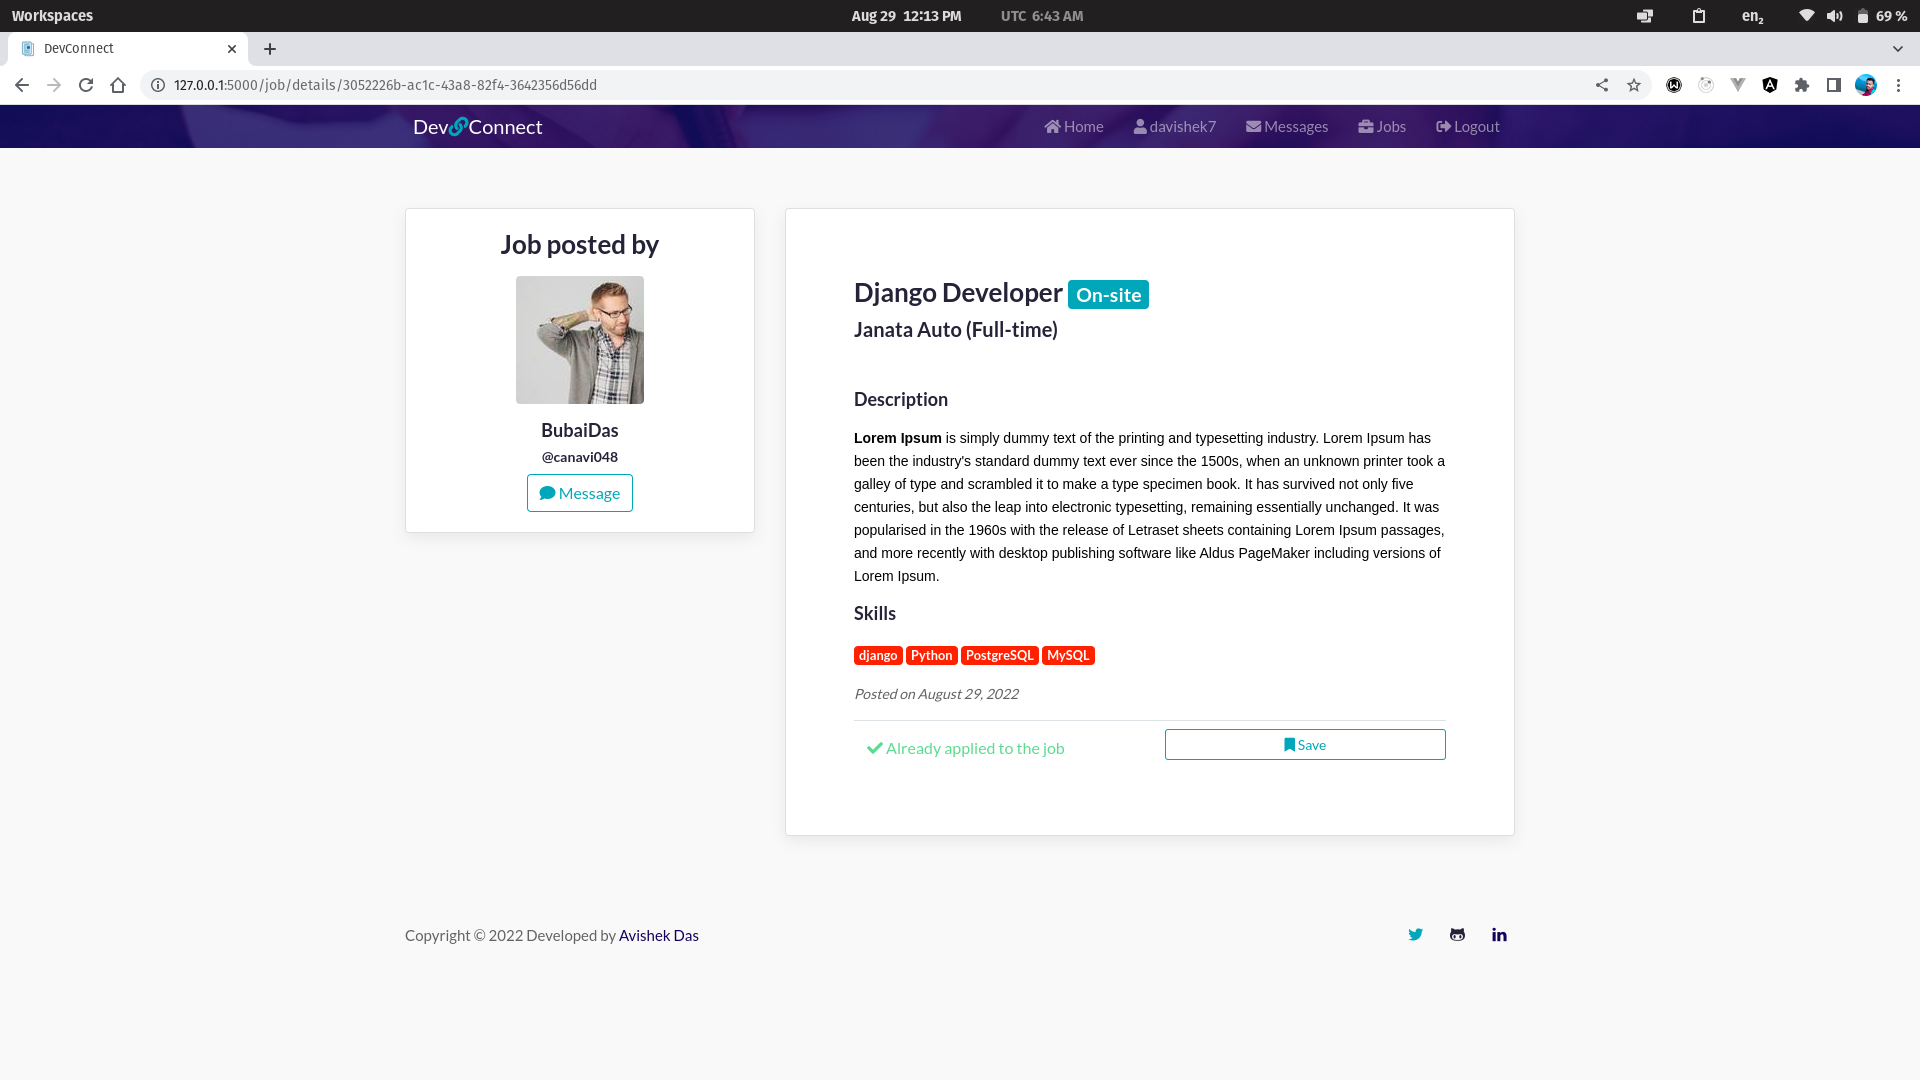 Workspaces
Aug 29 12:13 PM UTC 6:43 AM
en₂
69 %
DevConnect
127.0.0.1:5000/job/details/3052226b-ac1c-43a8-82f4-3642356d56dd
DevConnect
Home
davishek7
Messages
Jobs
Logout
Job posted by
BubaiDas
@canavi048
Message
Django Developer On-site
Janata Auto (Full-time)
Description
Lorem Ipsum is simply dummy text of the printing and typesetting industry. Lorem Ipsum has
been the industry's standard dummy text ever since the 1500s, when an unknown printer took a
galley of type and scrambled it to make a type specimen book. It has survived not only five
centuries, but also the leap into electronic typesetting, remaining essentially unchanged. It was
popularised in the 1960s with the release of Letraset sheets containing Lorem Ipsum passages,
and more recently with desktop publishing software like Aldus PageMaker including versions of
Lorem Ipsum.
Skills
django Python PostgreSQL MySQL
Posted on August 29, 2022
Already applied to the job
Save
Copyright © 2022 Developed by Avishek Das